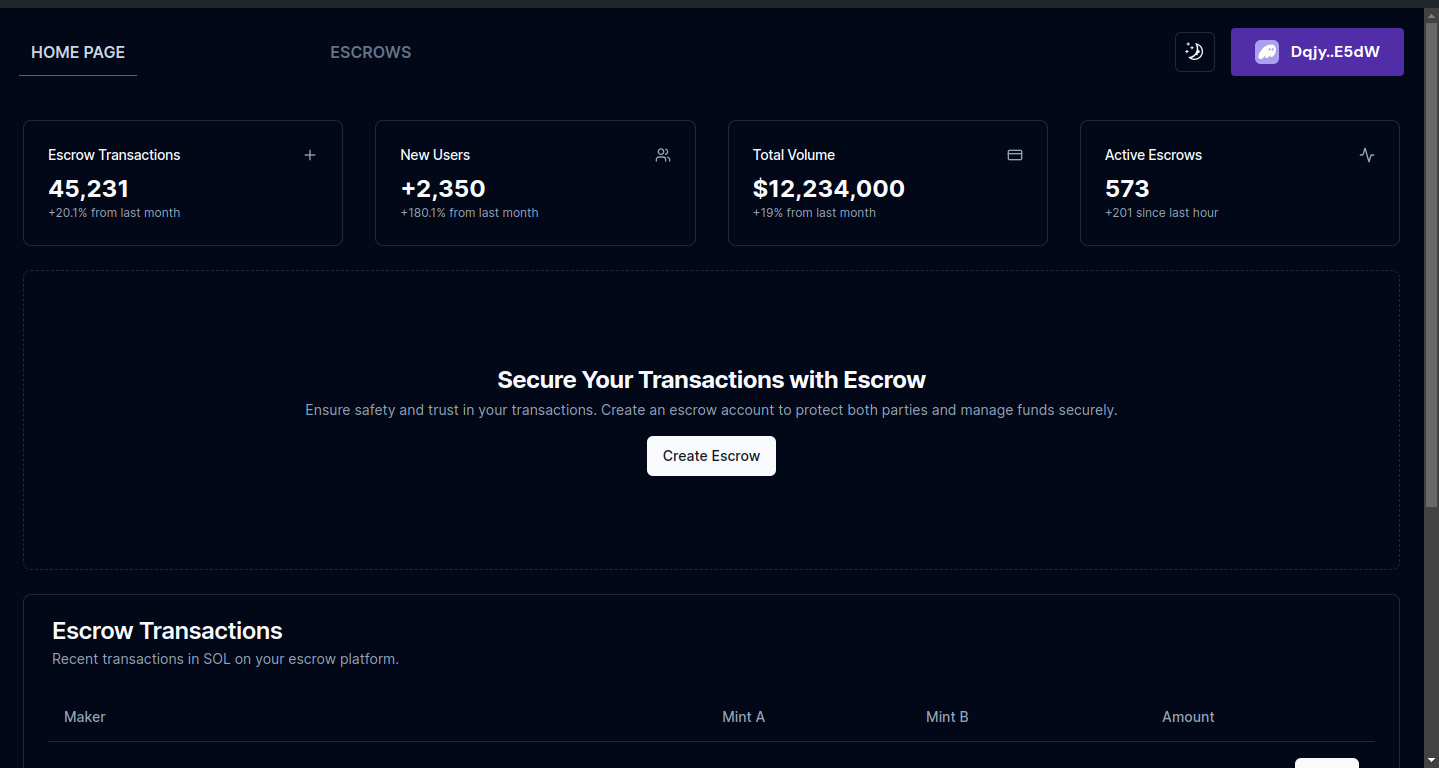 HOME PAGE
ESCROWS
Dqjy..E5dW
Escrow Transactions
45,231
+20.1% from last month
New Users
+2,350
+180.1% from last month
Total Volume
$12,234,000
+19% from last month
Active Escrows
573
+201 since last hour
Secure Your Transactions with Escrow
Ensure safety and trust in your transactions. Create an escrow account to protect both parties and manage funds securely.
Create Escrow
Escrow Transactions
Recent transactions in SOL on your escrow platform.
Maker Mint A Mint B Amount